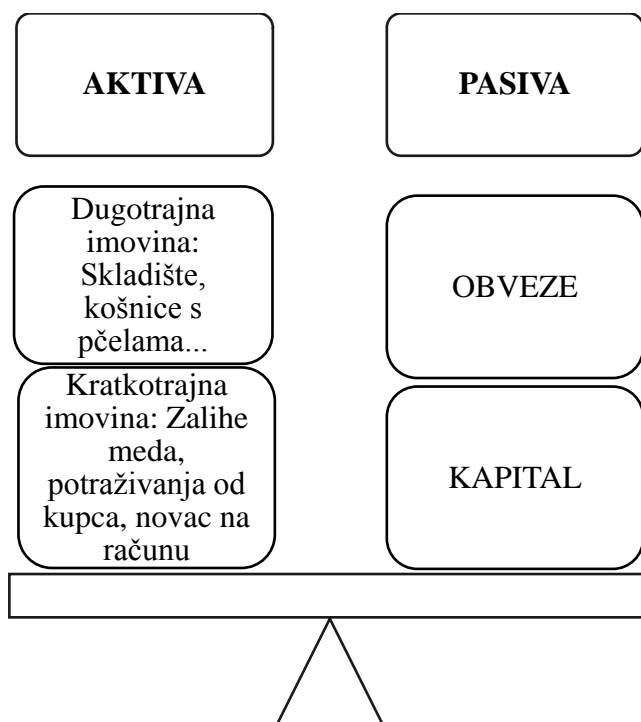 AKTIVA
PASIVA
Dugotrajna
imovina:
Skladište,
košnice s
pčelama...
OBVEZE
Kratkotrajna
imovina: Zalihe
meda,
potraživanja od
kupca, novac na
računu
KAPITAL